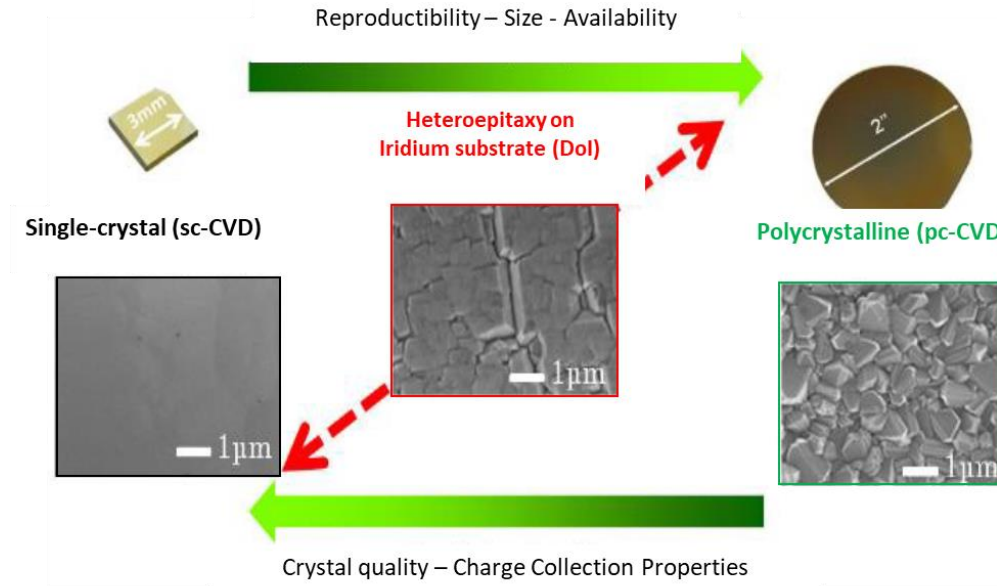 Reproductibility – Size - Availability
3mm
Heteroepitaxy on
Iridium substrate (DoI)
2"
Single-crystal (sc-CVD)
Polycrystalline (pc-CVD
1µm
1µm
1µm
Crystal quality – Charge Collection Properties